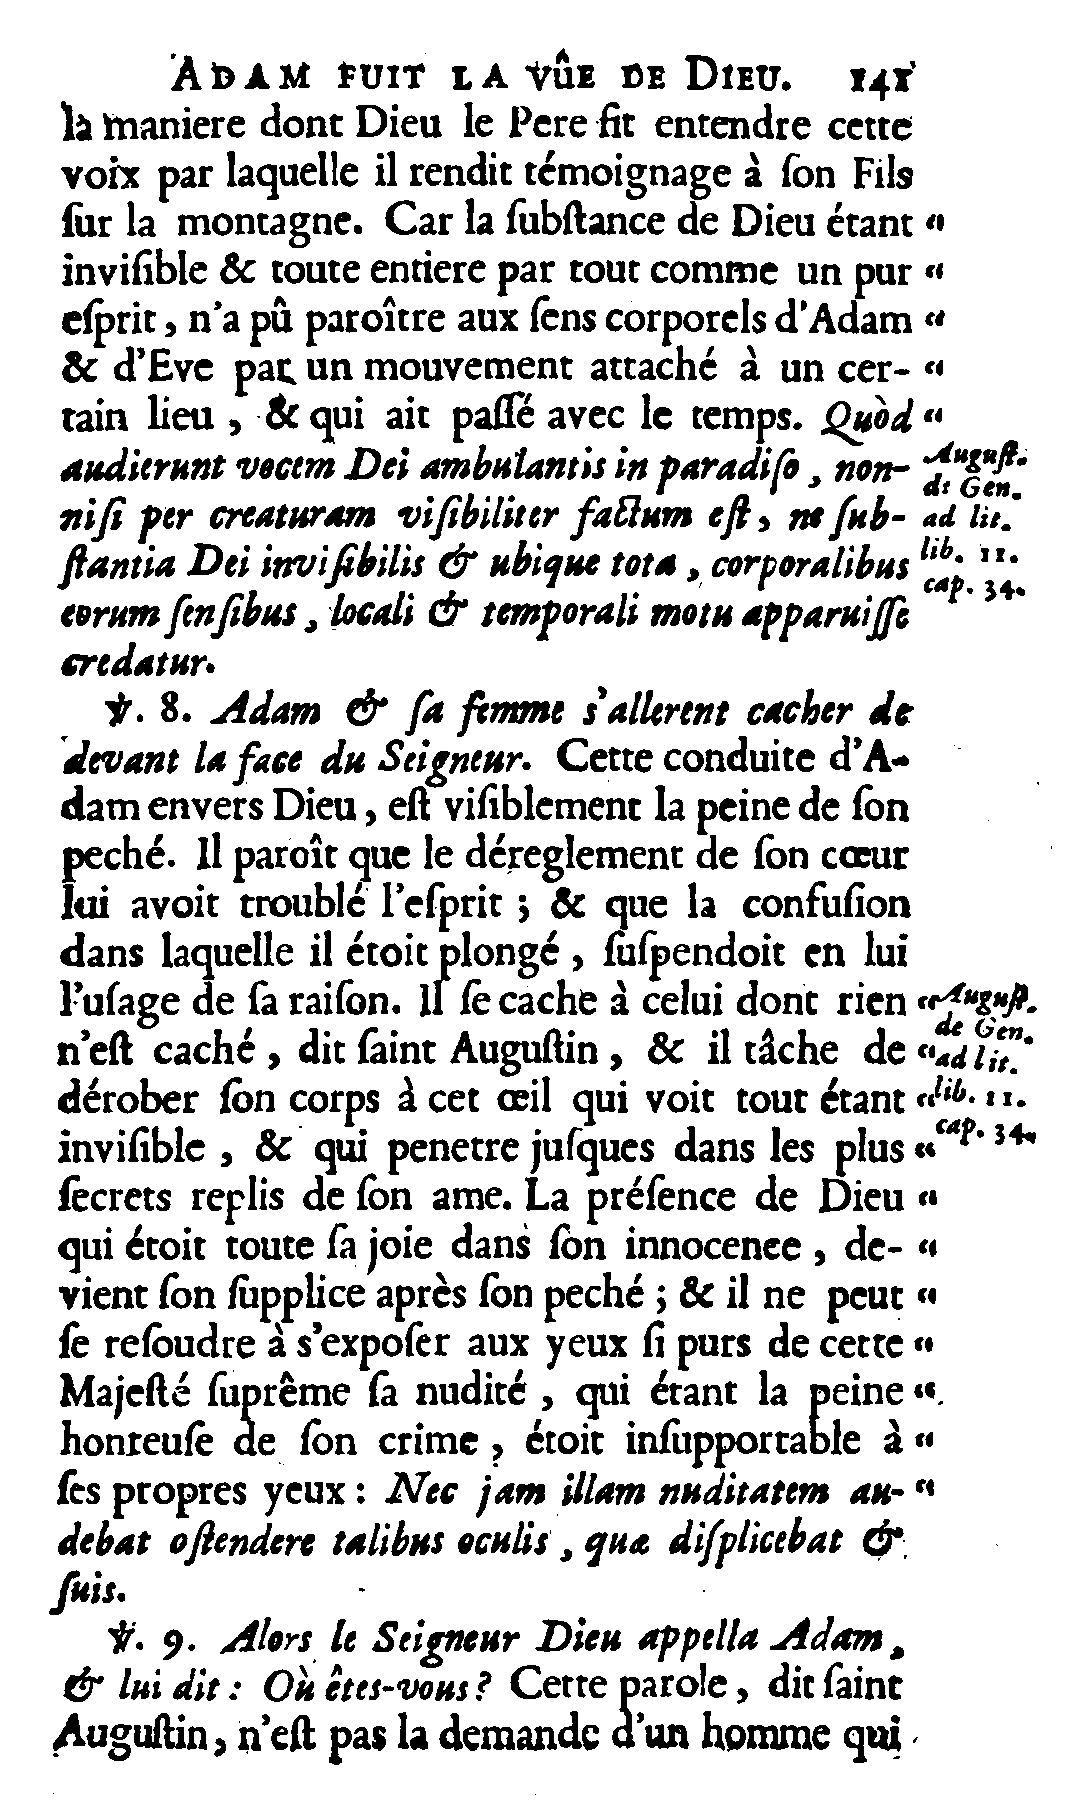 ADAM FUIT LA VÛE DE DIEU. 141
la maniere dont Dieu le Pere fit entendre cette
voix par laquelle il rendit témoignage à ſon Fils
ſur la montagne. Car la ſubſtance de Dieu étant “
inviſible & toute entiere par tout comme un pur “
eſprit, n'a pû paroître aux ſens corporels d'Adam “
& d'Eve par un mouvement attaché à un cer- “
tain lieu, & qui ait paſſé avec le temps. Quòd “
audierunt vocem Dei ambulantis in paradiſo, non-
niſi per creaturam viſibiliter factum eſt, ne ſub-
ſtantia Dei inviſibilis & ubique tota, corporalibus
eorum ſenſibus, locali & temporali motu apparuiſſe
credatur.
Auguſt.
de Gen.
ad lit.
lib. 11.
cap. 34.
℣. 8. Adam & ſa femme s'allerent cacher de
devant la face du Seigneur. Cette conduite d'A-
dam envers Dieu, eſt viſiblement la peine de ſon
peché. Il paroît que le déreglement de ſon cœur
lui avoit troublé l'eſprit ; & que la confuſion
dans laquelle il étoit plongé, ſuſpendoit en lui
l'uſage de ſa raiſon. Il ſe cache à celui dont rien “
n'eſt caché, dit ſaint Auguſtin, & il tâche de “
dérober ſon corps à cet œil qui voit tout étant “
inviſible, & qui penetre juſques dans les plus “
ſecrets replis de ſon ame. La préſence de Dieu “
qui étoit toute ſa joie dans ſon innocence, de- “
vient ſon ſupplice après ſon peché ; & il ne peut “
ſe reſoudre à s'expoſer aux yeux ſi purs de cette “
Majeſté ſuprême ſa nudité, qui étant la peine “
honteuſe de ſon crime, étoit inſupportable à “
ſes propres yeux : Nec jam illam nuditatem au- “
debat oſtendere talibus oculis, quæ diſplicebat &
ſuis.
Auguſt.
de Gen.
ad lit.
lib. 11.
cap. 34.
℣. 9. Alors le Seigneur Dieu appella Adam,
& lui dit : Où êtes-vous? Cette parole, dit ſaint
Auguſtin, n'eſt pas la demande d'un homme qui